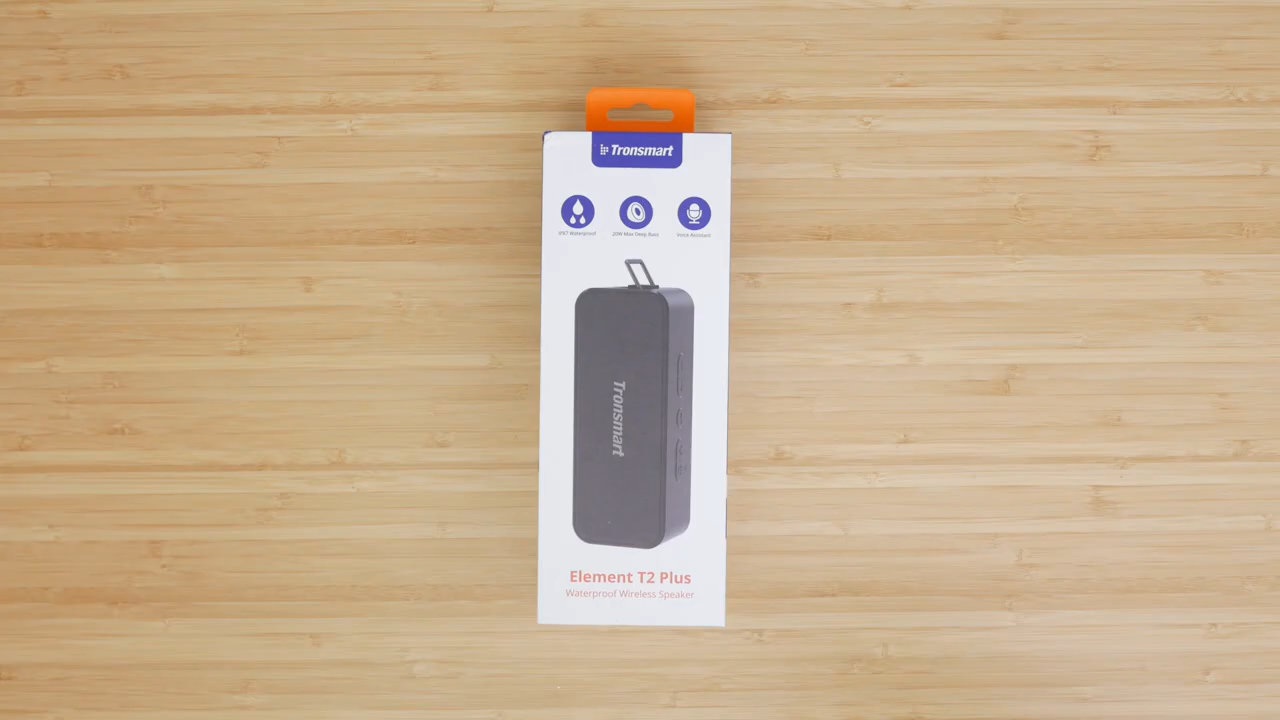 Tronsmart
IPX7 Waterproof
20W Max Deep Bass
Voice Assistant
Tronsmart
Element T2 Plus
Waterproof Wireless Speaker